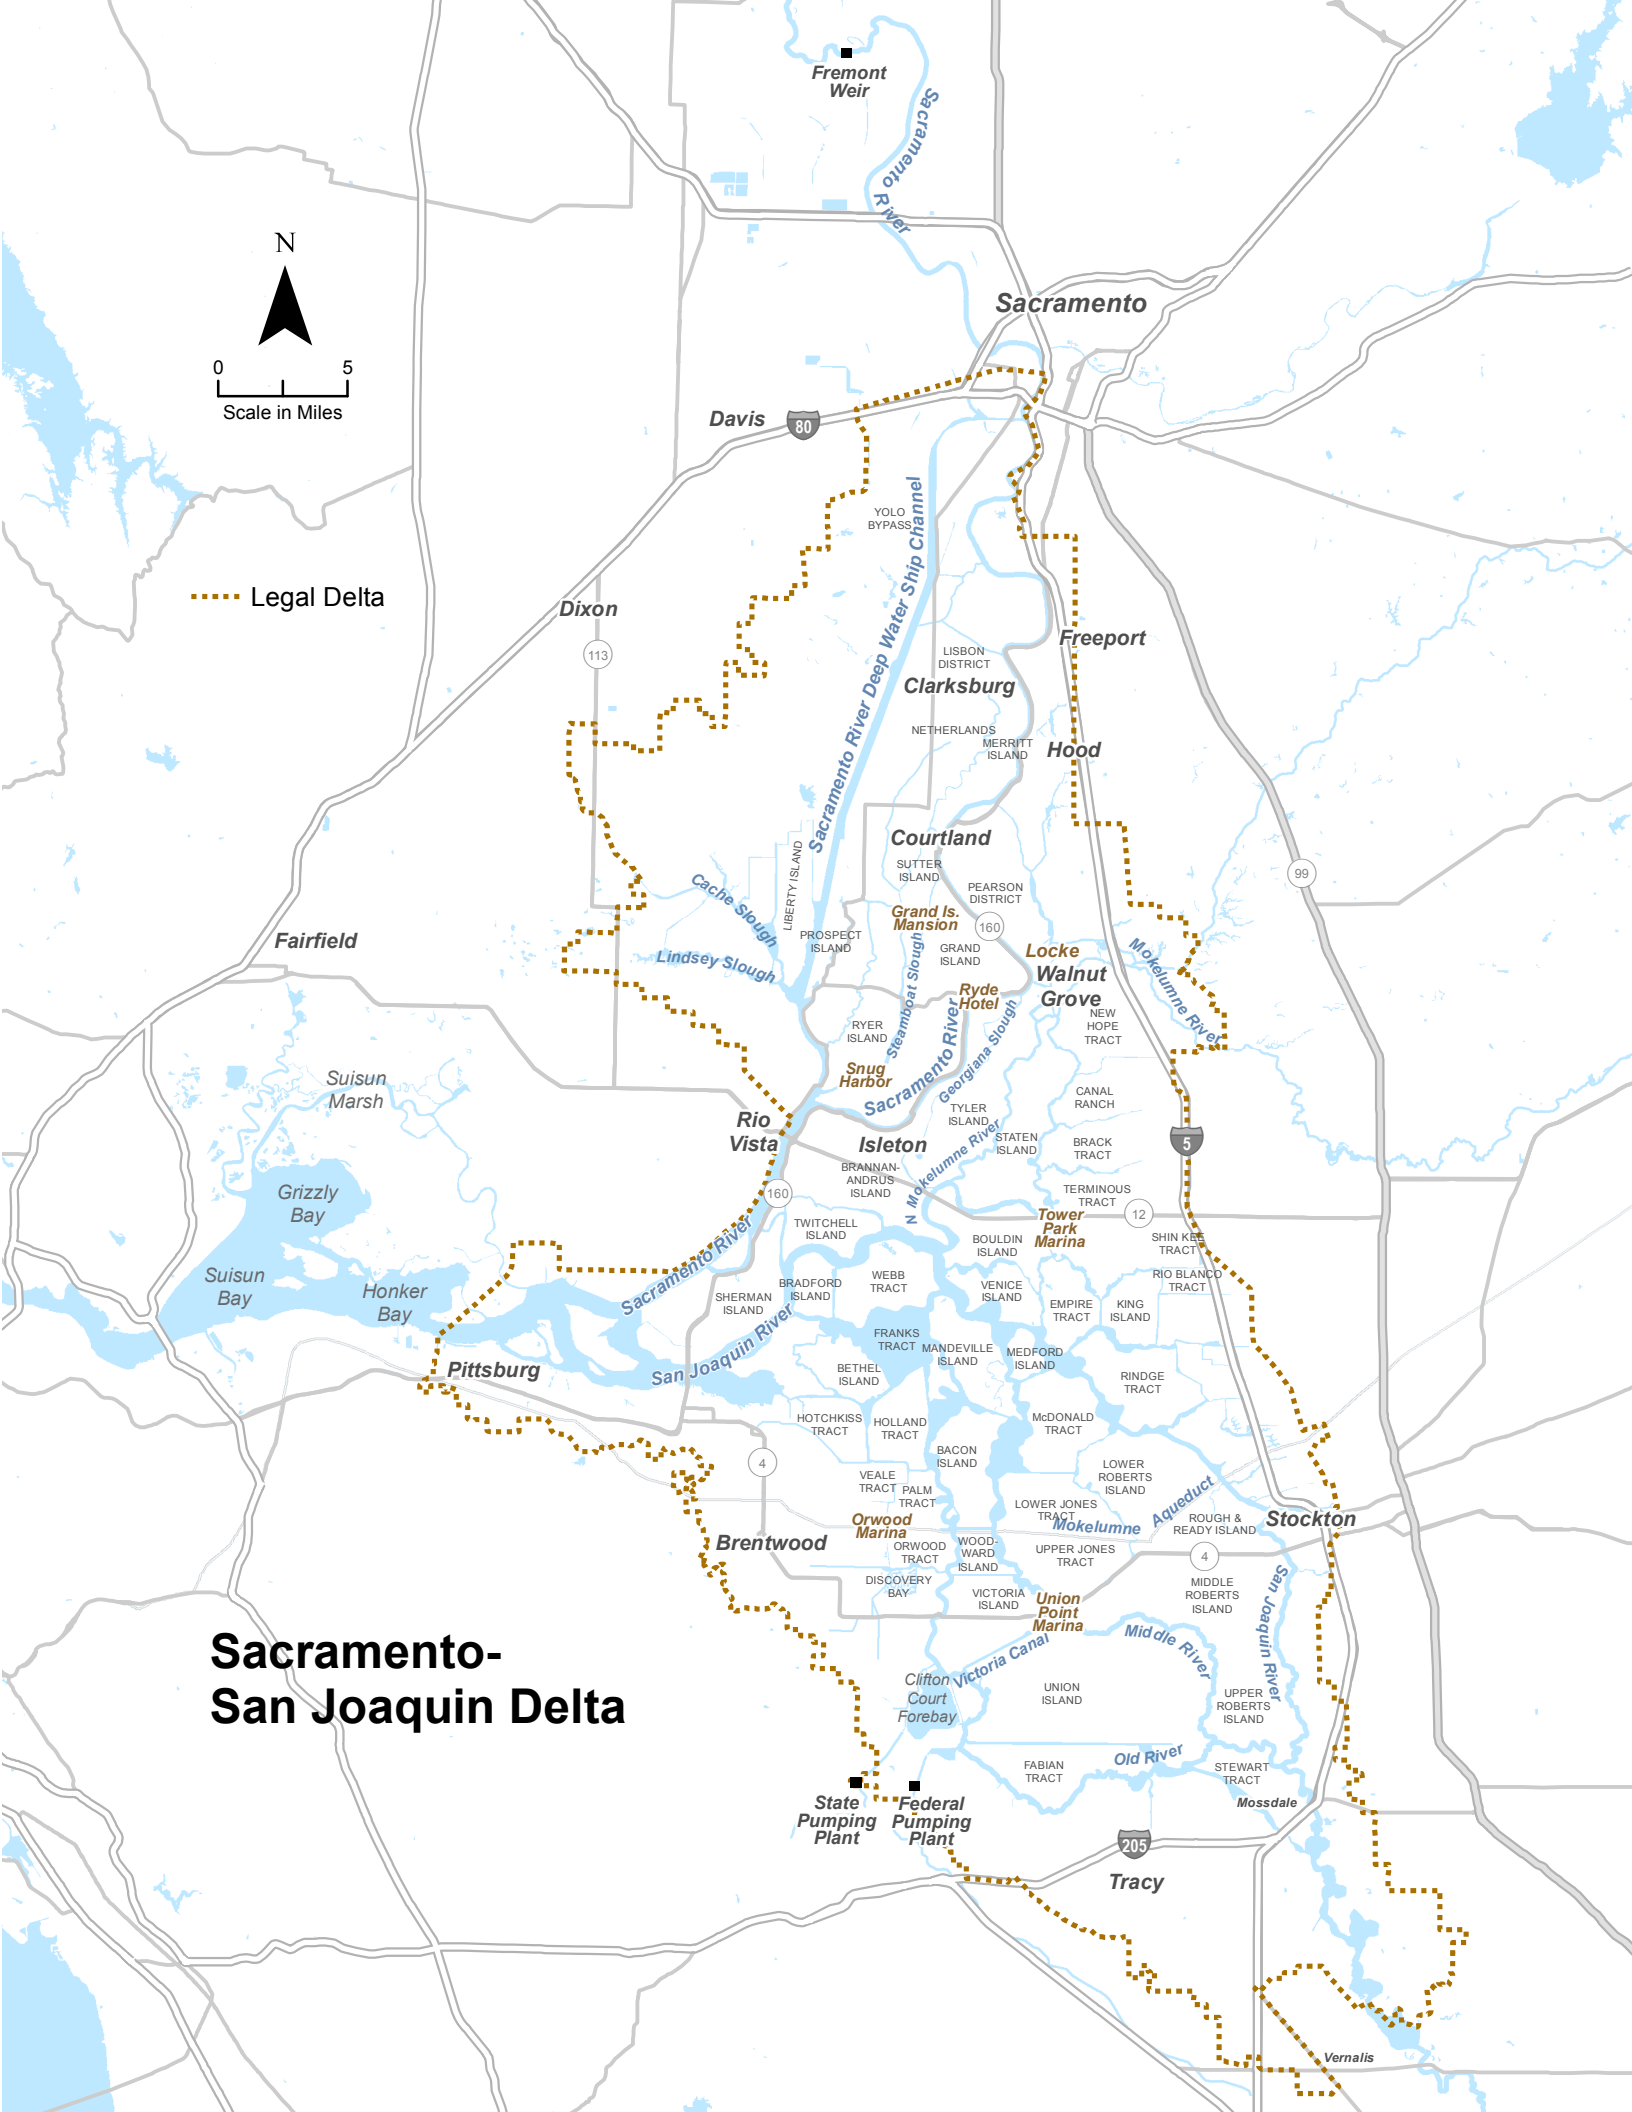 Fremont
Weir
Sacramento
River
N
0 5
Scale in Miles
Sacramento
Davis
80
YOLO
BYPASS
Sacramento River Deep Water Ship Channel
Legal Delta
Dixon
113
Freeport
LISBON
DISTRICT
Clarksburg
NETHERLANDS
MERRITT
ISLAND
Hood
Courtland
SUTTER
ISLAND
99
Cache Slough
LIBERTY ISLAND
PEARSON
DISTRICT
Grand Is.
Mansion
160
PROSPECT
ISLAND
Fairfield
GRAND
ISLAND
Locke
Lindsey Slough
Mokelumne River
Walnut
Grove
Steamboat Slough
Ryde
Hotel
NEW
HOPE
TRACT
RYER
ISLAND
Sacramento River
Georgiana Slough
Snug
Harbor
Suisun
Marsh
CANAL
RANCH
TYLER
ISLAND
Rio
Vista
Isleton
STATEN
ISLAND
BRACK
TRACT
5
N Mokelumne River
BRANNAN-
ANDRUS
ISLAND
Grizzly
Bay
160
TERMINOUS
TRACT
12
Tower
Park
Marina
TWITCHELL
ISLAND
BOULDIN
ISLAND
SHIN KEE
TRACT
Suisun
Bay
Honker
Bay
Sacramento River
SHERMAN
ISLAND
BRADFORD
ISLAND
WEBB
TRACT
VENICE
ISLAND
RIO BLANCO
TRACT
EMPIRE
TRACT
KING
ISLAND
San Joaquin River
FRANKS
TRACT
MANDEVILLE
ISLAND
MEDFORD
ISLAND
Pittsburg
BETHEL
ISLAND
RINDGE
TRACT
HOTCHKISS
TRACT
HOLLAND
TRACT
McDONALD
TRACT
4
BACON
ISLAND
LOWER
ROBERTS
ISLAND
VEALE
TRACT
PALM
TRACT
LOWER JONES
TRACT
Mokelumne Aqueduct
Orwood
Marina
ROUGH &
READY ISLAND
Stockton
Brentwood
ORWOOD
TRACT
WOOD-
WARD
ISLAND
UPPER JONES
TRACT
4
DISCOVERY
BAY
VICTORIA
ISLAND
MIDDLE
ROBERTS
ISLAND
San Joaquin River
Union
Point
Marina
Middle River
Victoria Canal
Sacramento-
San Joaquin Delta
Clifton
Court
Forebay
UNION
ISLAND
UPPER
ROBERTS
ISLAND
Old River
FABIAN
TRACT
STEWART
TRACT
Mossdale
State
Pumping
Plant
Federal
Pumping
Plant
205
Tracy
Vernalis